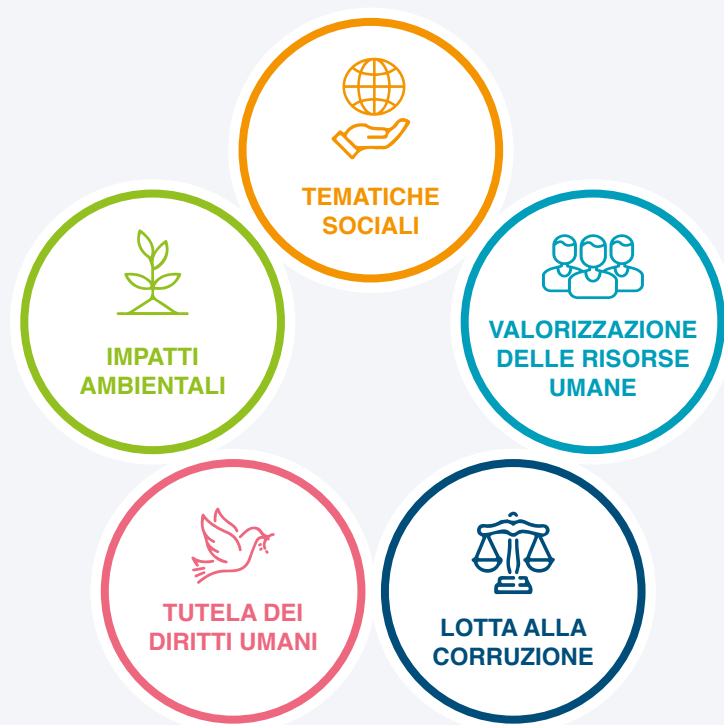 TEMATICHE
SOCIALI
IMPATTI
AMBIENTALI
VALORIZZAZIONE
DELLE RISORSE
UMANE
TUTELA DEI
DIRITTI UMANI
LOTTA ALLA
CORRUZIONE